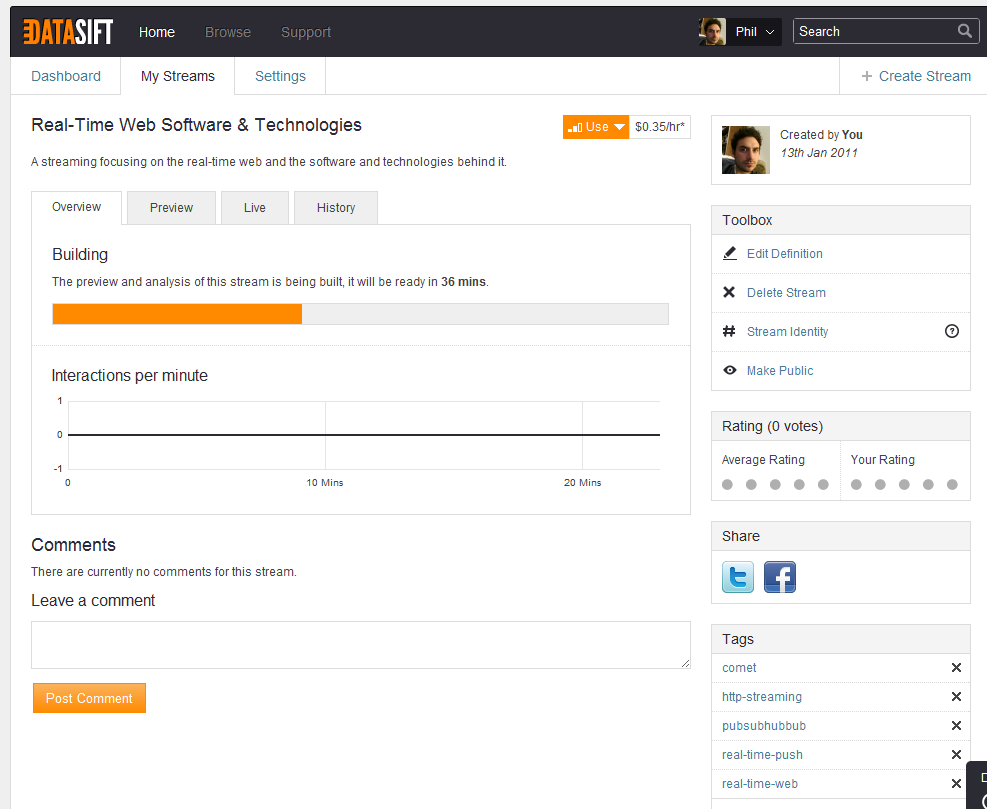 DATASIFT Home Browse Support Phil Search
Dashboard My Streams Settings + Create Stream
Real-Time Web Software & Technologies
Use $0.35/hr*
A streaming focusing on the real-time web and the software and technologies behind it.
Overview Preview Live History
Building
The preview and analysis of this stream is being built, it will be ready in 36 mins.
Interactions per minute
1
0
-1
0 10 Mins 20 Mins
Comments
There are currently no comments for this stream.
Leave a comment
Post Comment
Created by You
13th Jan 2011
Toolbox
Edit Definition
Delete Stream
# Stream Identity ?
Make Public
Rating (0 votes)
Average Rating Your Rating
Share
Tags
comet
http-streaming
pubsubhubbub
real-time-push
real-time-web